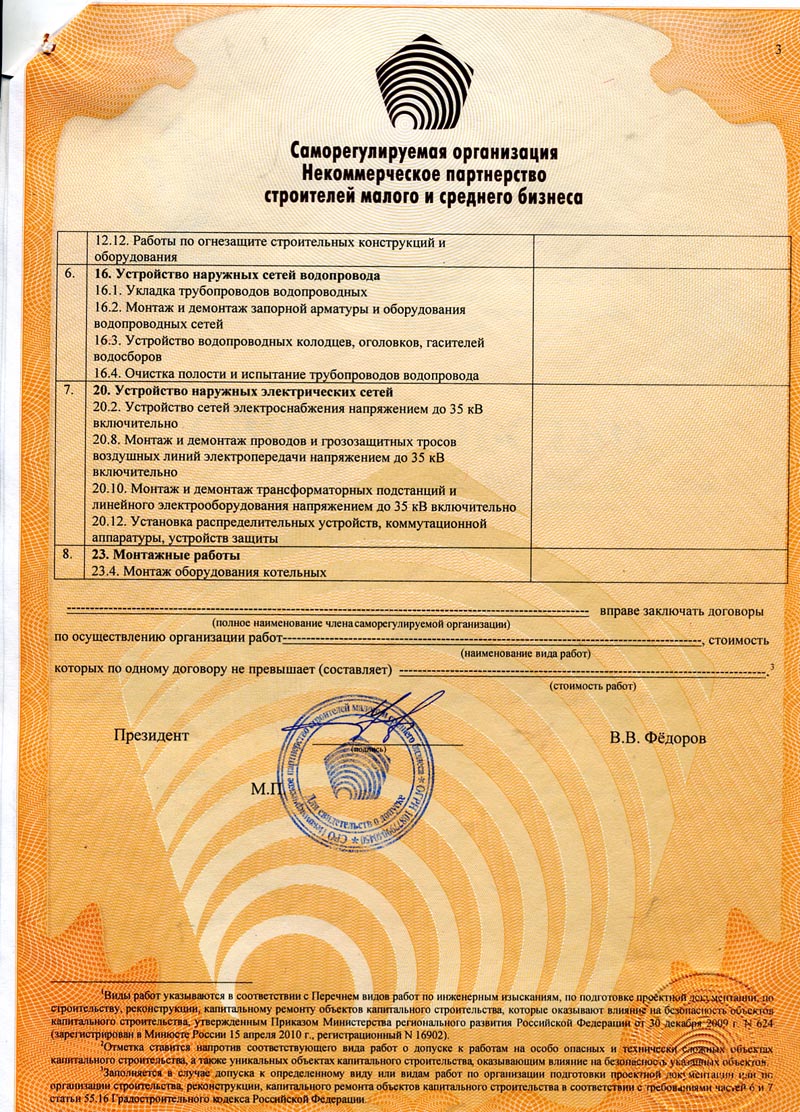 3
Саморегулируемая организация
Некоммерческое партнерство
строителей малого и среднего бизнеса
12.12. Работы по огнезащите строительных конструкций и
оборудования
6. 16. Устройство наружных сетей водопровода
16.1. Укладка трубопроводов водопроводных
16.2. Монтаж и демонтаж запорной арматуры и оборудования
водопроводных сетей
16.3. Устройство водопроводных колодцев, оголовков, гасителей
водосборов
16.4. Очистка полости и испытание трубопроводов водопровода
7. 20. Устройство наружных электрических сетей
20.2. Устройство сетей электроснабжения напряжением до 35 кВ
включительно
20.8. Монтаж и демонтаж проводов и грозозащитных тросов
воздушных линий электропередачи напряжением до 35 кВ
включительно
20.10. Монтаж и демонтаж трансформаторных подстанций и
линейного электрооборудования напряжением до 35 кВ включительно
20.12. Установка распределительных устройств, коммутационной
аппаратуры, устройств защиты
8. 23. Монтажные работы
23.4. Монтаж оборудования котельных
вправе заключать договоры
(полное наименование члена саморегулируемой организации)
по осуществлению организации работ, стоимость
(наименование вида работ)
которых по одному договору не превышает (составляет) .³
(стоимость работ)
Президент
В.В. Фёдоров
(подпись)
М.П.
Для свидетельств о допуске
¹Виды работ указываются в соответствии с Перечнем видов работ по инженерным изысканиям, по подготовке проектной документации, по
строительству, реконструкции, капитальному ремонту объектов капитального строительства, которые оказывают влияние на безопасность объектов
капитального строительства, утвержденным Приказом Министерства регионального развития Российской Федерации от 30 декабря 2009 г. N 624
(зарегистрирован в Минюсте России 15 апреля 2010 г., регистрационный N 16902).
²Отметка ставится напротив соответствующего вида работ о допуске к работам на особо опасных и технически сложных объектах
капитального строительства, а также уникальных объектах капитального строительства, оказывающим влияние на безопасность указанных объектов.
³Заполняется в случае допуска к определенному виду или видам работ по организации подготовки проектной документации или по
организации строительства, реконструкции, капитального ремонта объектов капитального строительства в соответствии с требованиями частей 6 и 7
статьи 55.16 Градостроительного кодекса Российской Федерации.